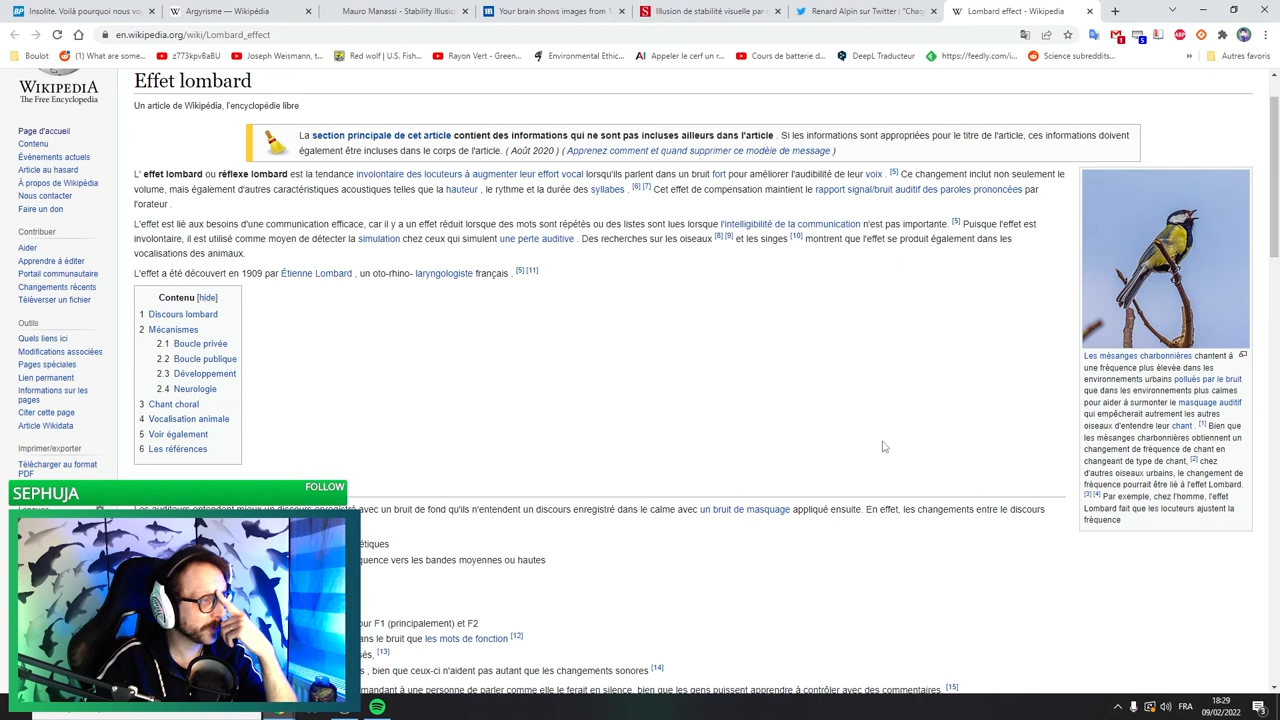 Insolite. Voilà pourquoi nous vo
Argyrisme — Wikipédia
Mauro Manassi - Stability Illusion
Your brain shows images from 1
Illusion de stabilité visuelle par
Renard Alpin sur Twitter : "Chaq
Lombard effect - Wikipedia
en.wikipedia.org/wiki/Lombard_effect
Boulot
(1) What are some...
z773kpvBaBU
Joseph Weismann, t...
Red wolf | U.S. Fish...
Rayon Vert - Green...
Environmental Ethic...
Appeler le cerf un r...
Cours de batterie d...
DeepL Traducteur
https://feedly.com/i...
Science subreddits...
Autres favoris
WIKIPEDIA
The Free Encyclopedia
Page d'accueil
Contenu
Évènements actuels
Article au hasard
À propos de Wikipédia
Nous contacter
Faire un don
Contribuer
Aider
Apprendre à éditer
Portail communautaire
Changements récents
Téléverser un fichier
Outils
Quels liens ici
Modifications associées
Pages spéciales
Lien permanent
Informations sur les
pages
Citer cette page
Article Wikidata
Imprimer/exporter
Télécharger au format
PDF
Effet lombard
Un article de Wikipédia, l'encyclopédie libre
La section principale de cet article contient des informations qui ne sont pas incluses ailleurs dans l'article . Si les informations sont appropriées pour le titre de l'article, ces informations doivent
également être incluses dans le corps de l'article. ( Août 2020 ) ( Apprenez comment et quand supprimer ce modèle de message )
L' effet lombard ou réflexe lombard est la tendance involontaire des locuteurs à augmenter leur effort vocal lorsqu'ils parlent dans un bruit fort pour améliorer l'audibilité de leur voix . [5] Ce changement inclut non seulement le
volume, mais également d'autres caractéristiques acoustiques telles que la hauteur , le rythme et la durée des syllabes . [6] [7] Cet effet de compensation maintient le rapport signal/bruit auditif des paroles prononcées par
l'orateur .
L'effet est lié aux besoins d'une communication efficace, car il y a un effet réduit lorsque des mots sont répétés ou des listes sont lues lorsque l'intelligibilité de la communication n'est pas importante. [5] Puisque l'effet est
involontaire, il est utilisé comme moyen de détecter la simulation chez ceux qui simulent une perte auditive . Des recherches sur les oiseaux [8] [9] et les singes [10] montrent que l'effet se produit également dans les
vocalisations des animaux.
L'effet a été découvert en 1909 par Étienne Lombard , un oto-rhino- laryngologiste français . [5] [11]
Contenu [hide]
1 Discours lombard
2 Mécanismes
2.1 Boucle privée
2.2 Boucle publique
2.3 Développement
2.4 Neurologie
3 Chant choral
4 Vocalisation animale
5 Voir également
6 Les références
Les mésanges charbonnières chantent à
une fréquence plus élevée dans les
environnements urbains pollués par le bruit
que dans les environnements plus calmes
pour aider à surmonter le masquage auditif
qui empêcherait autrement les autres
oiseaux d'entendre leur chant . [1] Bien que
les mésanges charbonnières obtiennent un
changement de fréquence de chant en
changeant de type de chant, [2] chez
d'autres oiseaux urbains, le changement de
fréquence pourrait être lié à l'effet Lombard.
[3] [4] Par exemple, chez l'homme, l'effet
Lombard fait que les locuteurs ajustent la
fréquence
Les auditeurs entendent mieux un discours enregistré avec un bruit de fond qu'ils n'entendent un discours enregistré dans le calme avec un bruit de masquage appliqué ensuite. En effet, les changements entre le discours
étiques
quence vers les bandes moyennes ou hautes
our F1 (principalement) et F2
ans le bruit que les mots de fonction [12]
sés, [13]
s , bien que ceux-ci n'aident pas autant que les changements sonores [14]
mandant à une personne de parler comme elle le ferait en silence, bien que les gens puissent apprendre à contrôler avec des commentaires. [15]
SEPHUJA
FOLLOW
FRA
18:29
09/02/2022